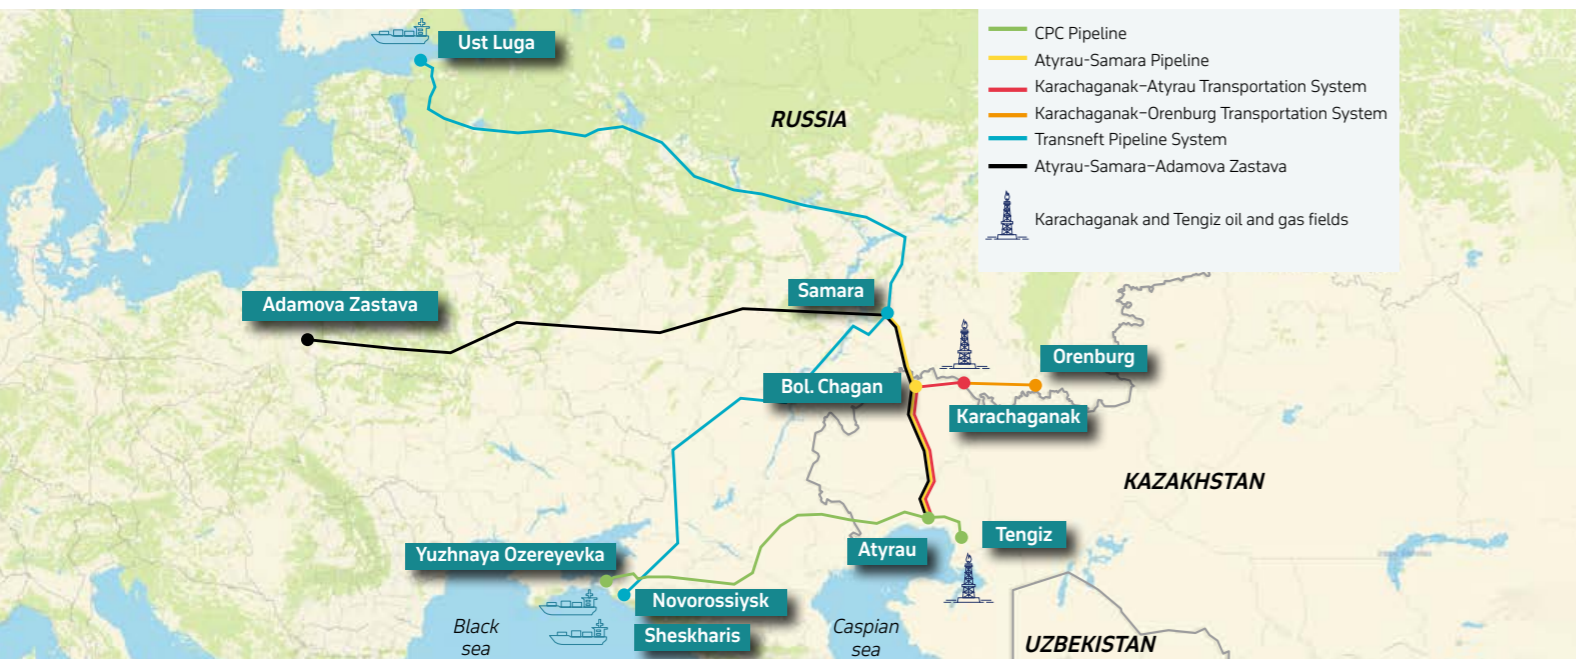 Ust Luga
CPC Pipeline
Atyrau-Samara Pipeline
Karachaganak–Atyrau Transportation System
Karachaganak–Orenburg Transportation System
Transneft Pipeline System
Atyrau-Samara–Adamova Zastava
Karachaganak and Tengiz oil and gas fields
RUSSIA
Samara
Adamova Zastava
Orenburg
Bol. Chagan
Karachaganak
KAZAKHSTAN
Tengiz
Atyrau
Yuzhnaya Ozereyevka
Novorossiysk
Sheskharis
Black
sea
Caspian
sea
UZBEKISTAN